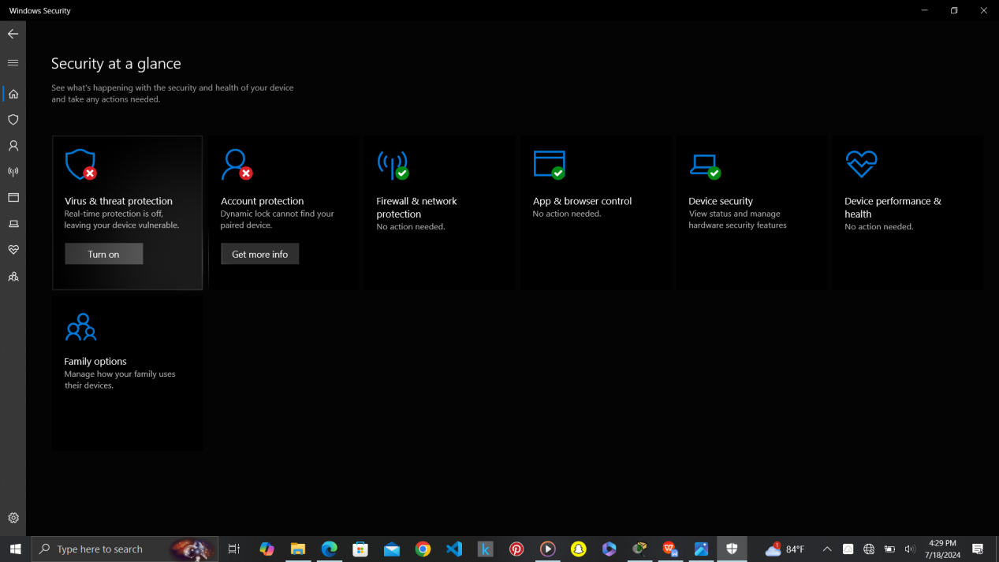 Windows Security
Security at a glance
See what's happening with the security and health of your device
and take any actions needed.
Virus & threat protection
Real-time protection is off,
leaving your device vulnerable.
Turn on
Account protection
Dynamic lock cannot find your
paired device.
Get more info
Firewall & network
protection
No action needed.
App & browser control
No action needed.
Device security
View status and manage
hardware security features
Device performance &
health
No action needed.
Family options
Manage how your family uses
their devices.
Type here to search
k
W
1
84°F
4:29 PM
7/18/2024